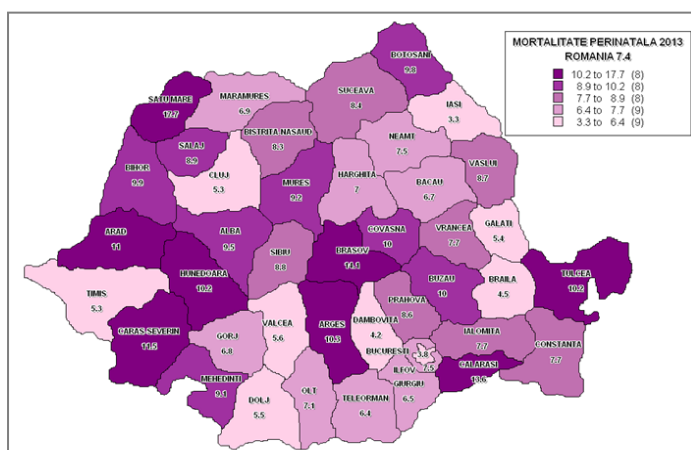 MORTALITATE PERINATALA 2013
ROMANIA 7.4
10.2 to 17.7 (8)
8.9 to 10.2 (8)
7.7 to 8.9 (8)
6.4 to 7.7 (9)
3.3 to 6.4 (9)
BOTOSANI
9.8
SUCEAVA
8.4
MARAMURES
6.9
SATU MARE
17.7
IASI
3.3
BISTRITA NASAUD
8.3
NEAMT
7.5
SALAJ
8.9
BIHOR
9.9
CLUJ
5.3
MURES
9.2
HARGHITA
7
BACAU
6.7
VASLUI
8.7
ARAD
11
ALBA
9.5
SIBIU
8.8
BRASOV
14.1
COVASNA
10
VRANCEA
7.7
GALATI
5.4
HUNEDOARA
10.2
TIMIS
5.3
BUZAU
10
BRAILA
4.5
TULCEA
PRAHOVA
8.6
CARAS SEVERIN
GORJ
6.8
VALCEA
5.6
ARGES
10.3
DAMBOVITA
4.2
BUCURESTI
3.8
ILFOV
7.5
IALOMITA
7.7
CONSTANTA
7.7
CALARASI
13.6
MEHEDINTI
9.1
DOLJ
5.5
OLT
7.1
TELEORMAN
6.4
GIURGIU
6.5